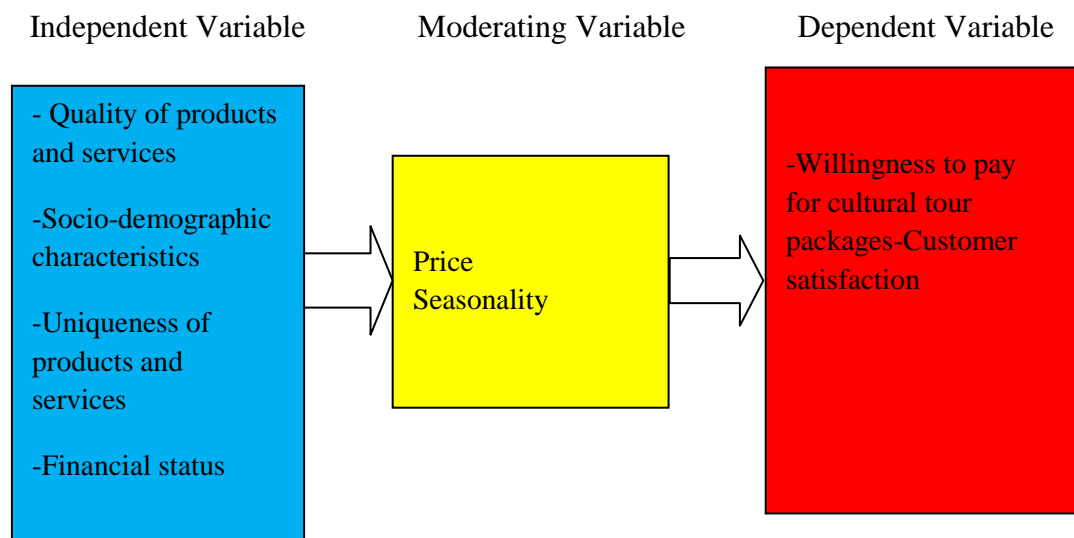 Independent Variable
Moderating Variable
Dependent Variable
- Quality of products
and services
-Socio-demographic
characteristics
-Uniqueness of
products and
services
-Financial status
Price
Seasonality
-Willingness to pay
for cultural tour
packages-Customer
satisfaction